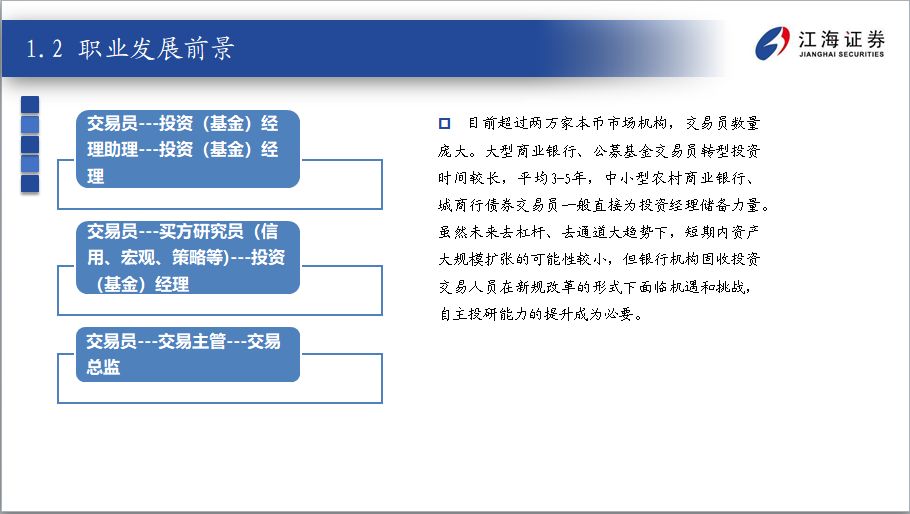 1.2 职业发展前景
江海证券
JIANGHAI SECURITIES
交易员---投资（基金）经
理助理---投资（基金）经
理
交易员---买方研究员（信
用、宏观、策略等)---投资
（基金）经理
交易员---交易主管---交易
总监
目前超过两万家本币市场机构，交易员数量
庞大。大型商业银行、公募基金交易员转型投资
时间较长，平均3-5年，中小型农村商业银行、
城商行债券交易员一般直接为投资经理储备力量。
虽然未来去杠杆、去通道大趋势下，短期内资产
大规模扩张的可能性较小，但银行机构固收投资
交易人员在新规改革的形式下面临机遇和挑战，
自主投研能力的提升成为必要。